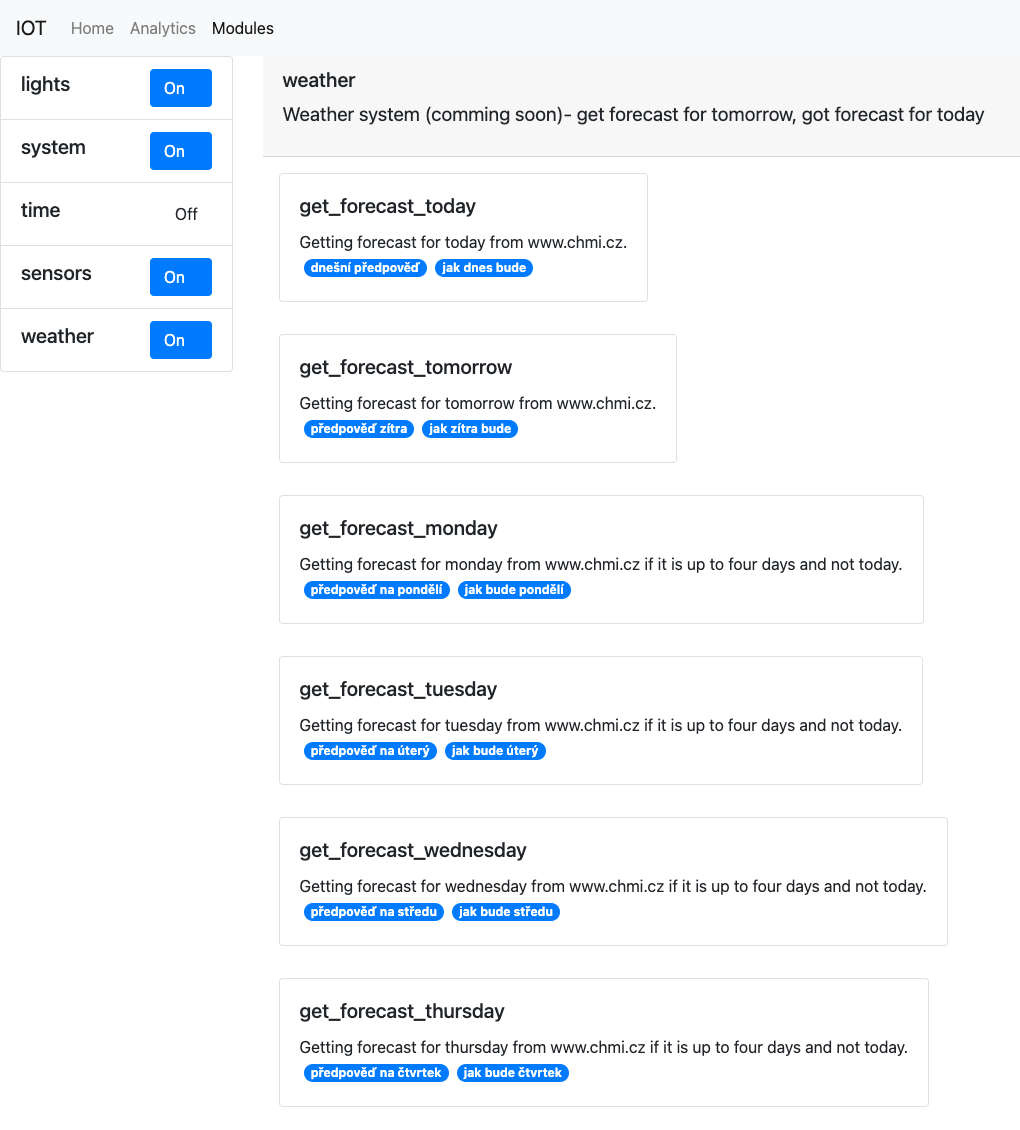 IOT Home Analytics Modules
lights On
system On
time Off
sensors On
weather On
weather
Weather system (comming soon)- get forecast for tomorrow, got forecast for today
get_forecast_today
Getting forecast for today from www.chmi.cz.
dnešní předpověď jak dnes bude
get_forecast_tomorrow
Getting forecast for tomorrow from www.chmi.cz.
předpověď zítra jak zítra bude
get_forecast_monday
Getting forecast for monday from www.chmi.cz if it is up to four days and not today.
předpověď na pondělí jak bude pondělí
get_forecast_tuesday
Getting forecast for tuesday from www.chmi.cz if it is up to four days and not today.
předpověď na úterý jak bude úterý
get_forecast_wednesday
Getting forecast for wednesday from www.chmi.cz if it is up to four days and not today.
předpověď na středu jak bude středu
get_forecast_thursday
Getting forecast for thursday from www.chmi.cz if it is up to four days and not today.
předpověď na čtvrtek jak bude čtvrtek